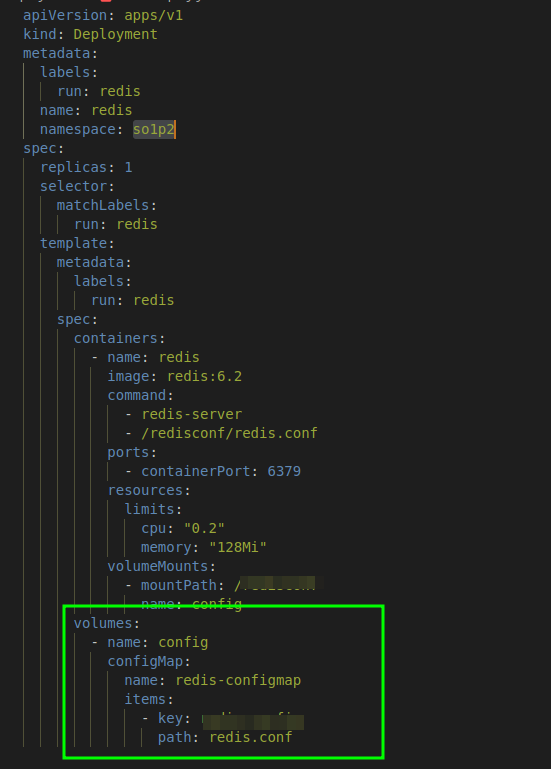 apiVersion: apps/v1
kind: Deployment
metadata:
  labels:
    run: redis
  name: redis
  namespace: so1p2
spec:
  replicas: 1
  selector:
    matchLabels:
      run: redis
  template:
    metadata:
      labels:
        run: redis
    spec:
      containers:
        - name: redis
          image: redis:6.2
          command:
            - redis-server
            - /redisconf/redis.conf
          ports:
            - containerPort: 6379
          resources:
            limits:
              cpu: "0.2"
              memory: "128Mi"
          volumeMounts:
            - mountPath:
              name: config
      volumes:
        - name: config
          configMap:
            name: redis-configmap
            items:
              - key:
                path: redis.conf